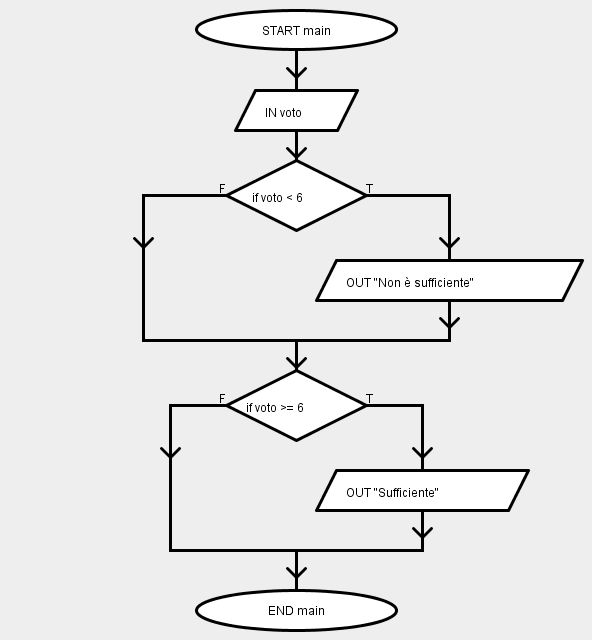 START main
IN voto
F
T
if voto < 6
OUT "Non è sufficiente"
F
T
if voto >= 6
OUT "Sufficiente"
END main